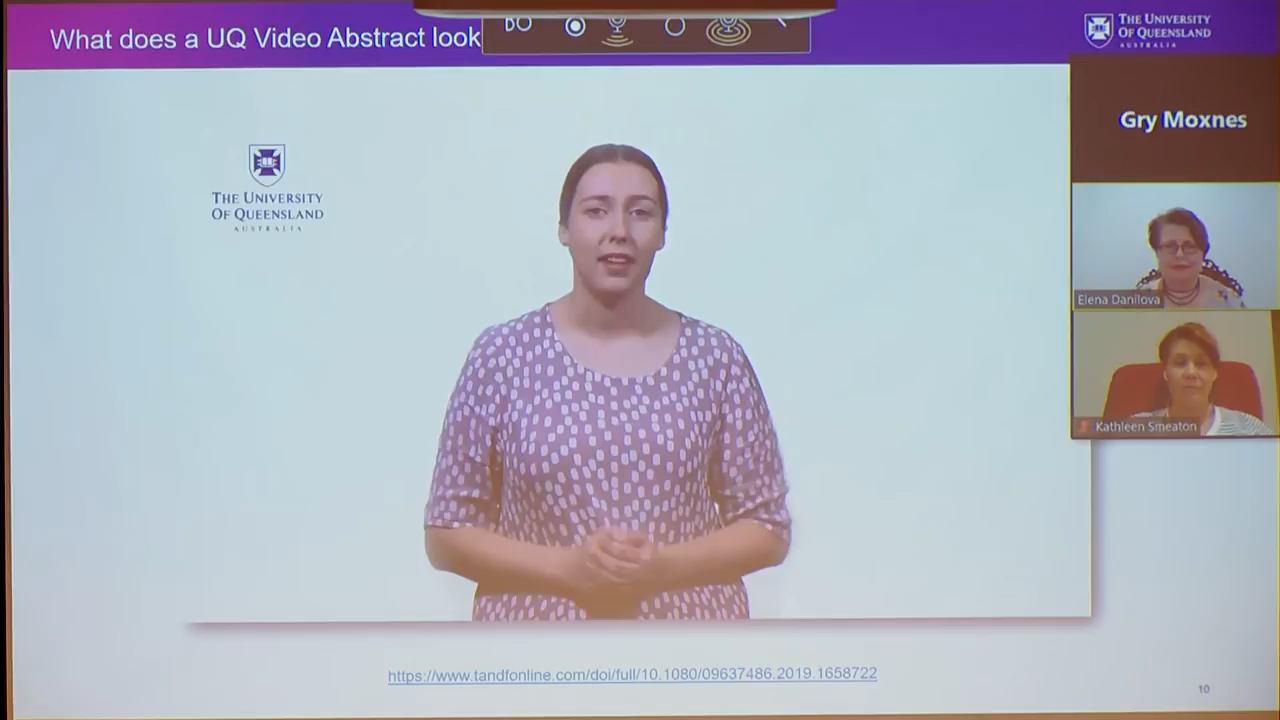 What does a UQ Video Abstract look
THE UNIVERSITY
OF QUEENSLAND
AUSTRALIA
Gry Moxnes
THE UNIVERSITY
OF QUEENSLAND
AUSTRALIA
Elena Danilova
Kathleen Smeaton
https://www.tandfonline.com/doi/full/10.1080/09637486.2019.1658722
10